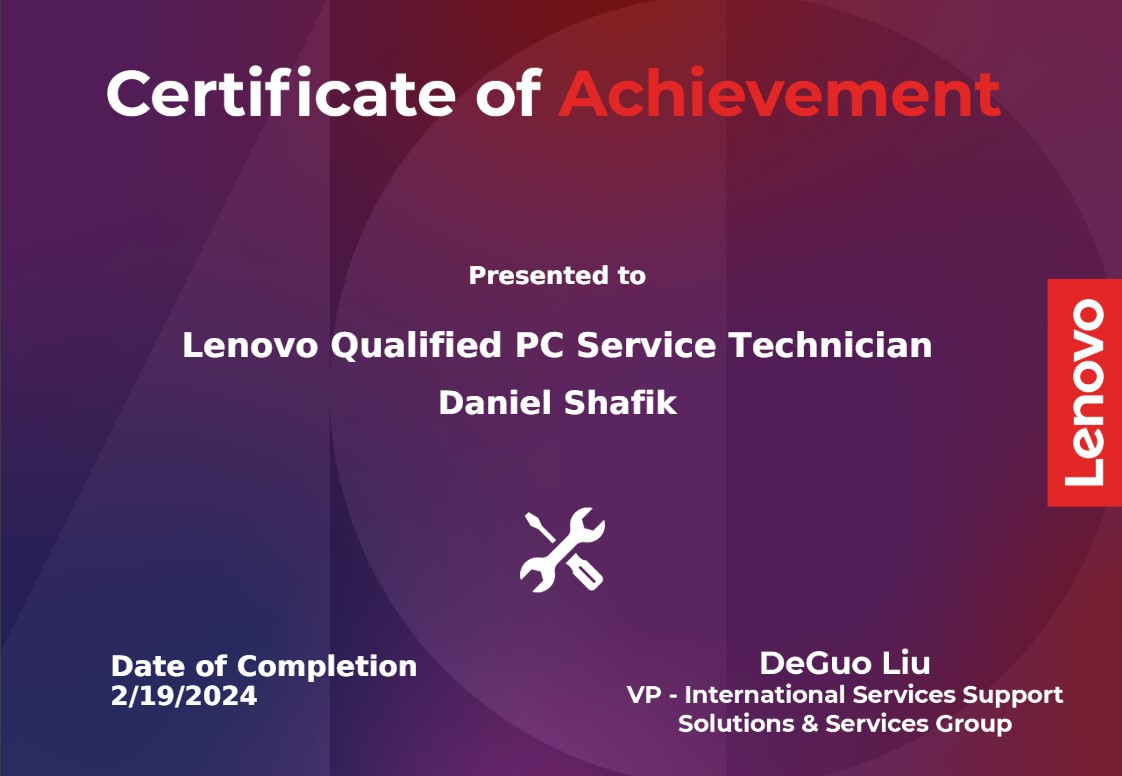 Certificate of Achievement
Presented to
Lenovo Qualified PC Service Technician
Daniel Shafik
Lenovo
Date of Completion
2/19/2024
DeGuo Liu
VP - International Services Support
Solutions & Services Group